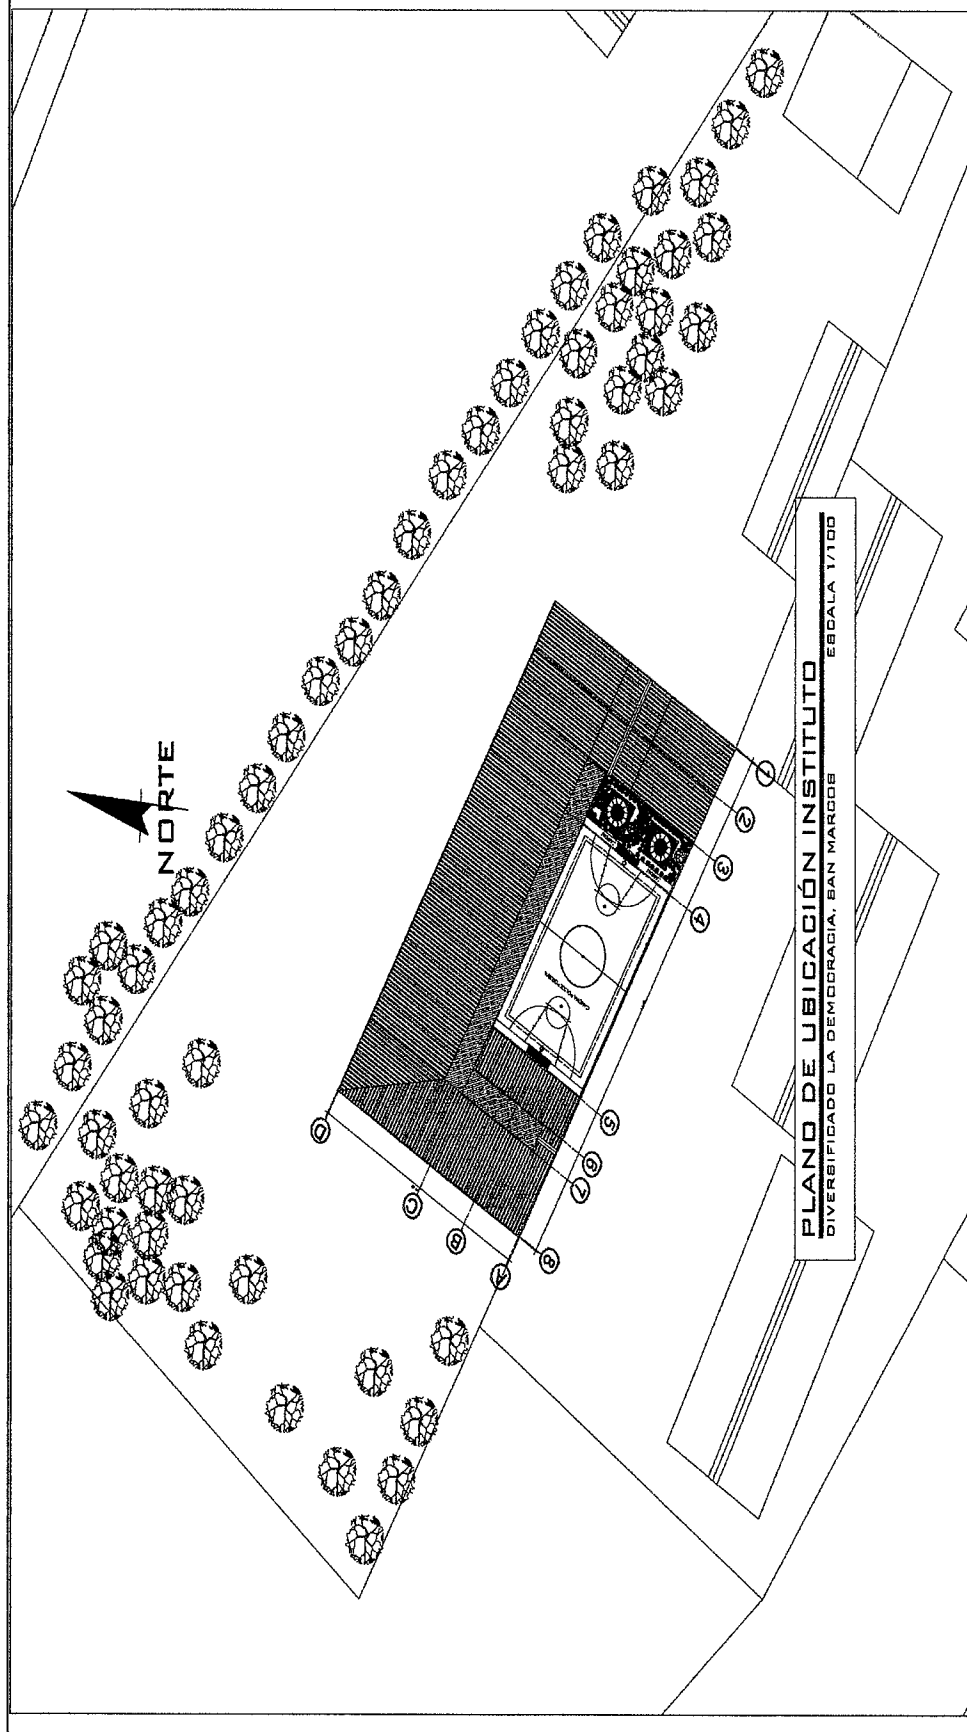 NORTE
D
C
B
A
1
2
3
4
5
6
7
8
PLANO DE UBICACIÓN INSTITUTO
DIVERSIFICADO LA DEMOCRACIA, SAN MARCOS ESCALA 1/100